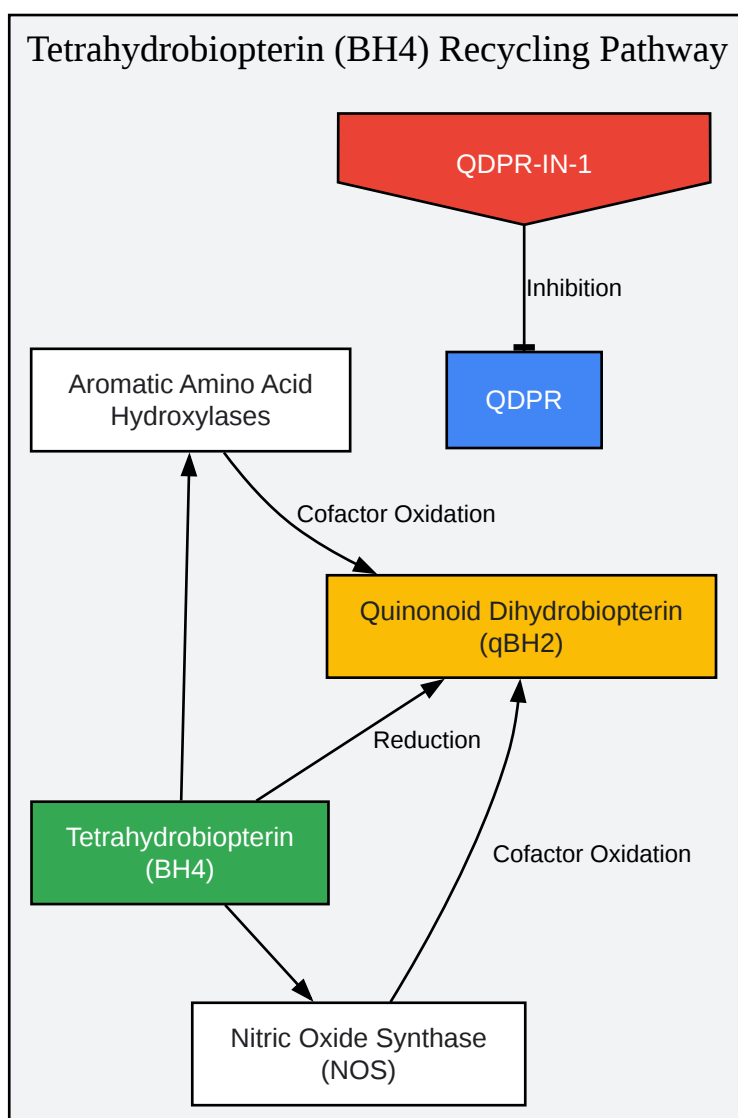 Tetrahydrobiopterin (BH4) Recycling Pathway
QDPR-IN-1
Inhibition
QDPR
Aromatic Amino Acid
Hydroxylases
Cofactor Oxidation
Quinonoid Dihydrobiopterin
(qBH2)
Reduction
Tetrahydrobiopterin
(BH4)
Cofactor Oxidation
Nitric Oxide Synthase
(NOS)